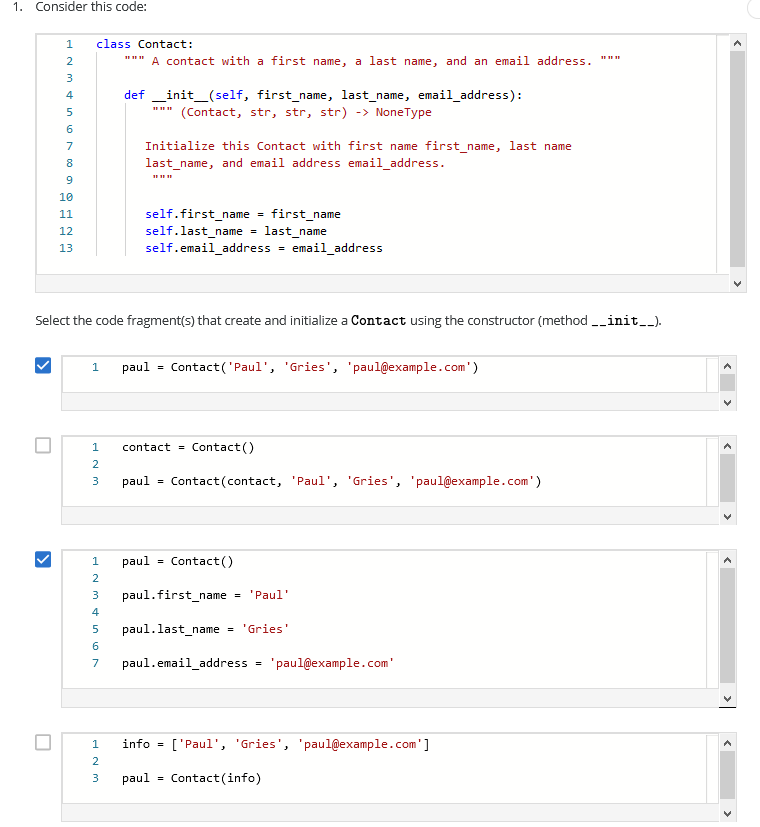 1. Consider this code:
1 class Contact:
2 """ A contact with a first name, a last name, and an email address. """
3
4 def __init__(self, first_name, last_name, email_address):
5 """ (Contact, str, str, str) -> NoneType
6
7 Initialize this Contact with first name first_name, last name
8 last_name, and email address email_address.
9 """
10
11 self.first_name = first_name
12 self.last_name = last_name
13 self.email_address = email_address
Select the code fragment(s) that create and initialize a Contact using the constructor (method __init__).
1 paul = Contact('Paul', 'Gries', 'paul@example.com')
1 contact = Contact()
2
3 paul = Contact(contact, 'Paul', 'Gries', 'paul@example.com')
1 paul = Contact()
2
3 paul.first_name = 'Paul'
4
5 paul.last_name = 'Gries'
6
7 paul.email_address = 'paul@example.com'
1 info = ['Paul', 'Gries', 'paul@example.com']
2
3 paul = Contact(info)